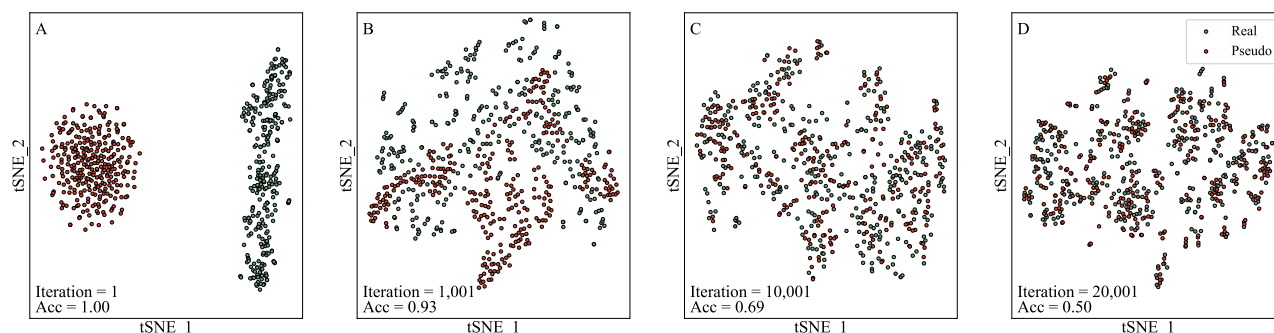 A
tSNE_2
Iteration = 1
Acc = 1.00
tSNE_1
B
tSNE_2
Iteration = 1,001
Acc = 0.93
tSNE_1
C
tSNE_2
Iteration = 10,001
Acc = 0.69
tSNE_1
D
Real
Pseudo
tSNE_2
Iteration = 20,001
Acc = 0.50
tSNE_1